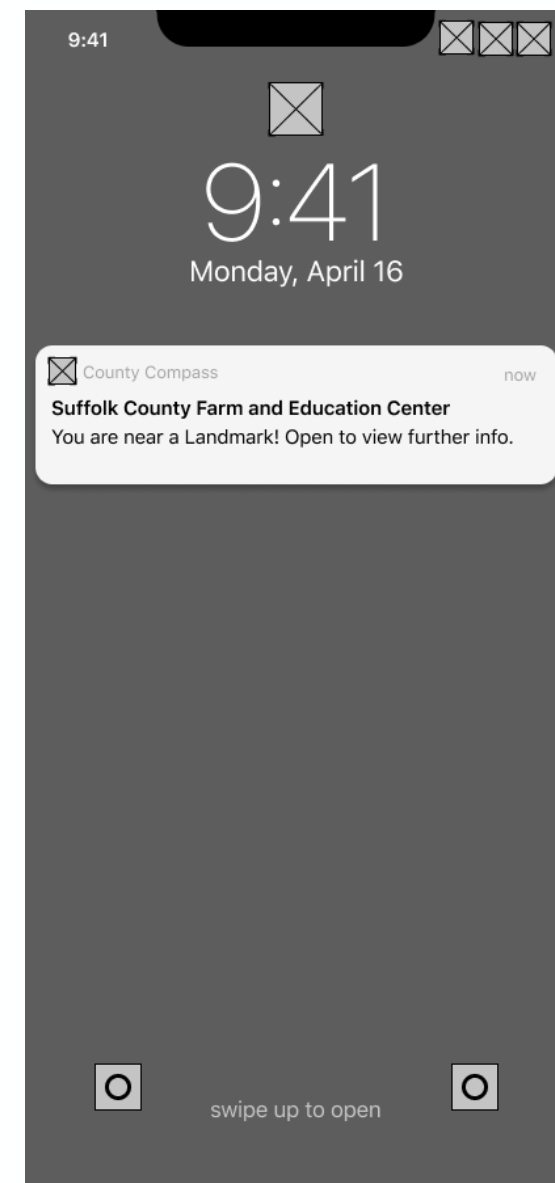 9:41
9:41
Monday, April 16
County Compass now
Suffolk County Farm and Education Center
You are near a Landmark! Open to view further info.
swipe up to open